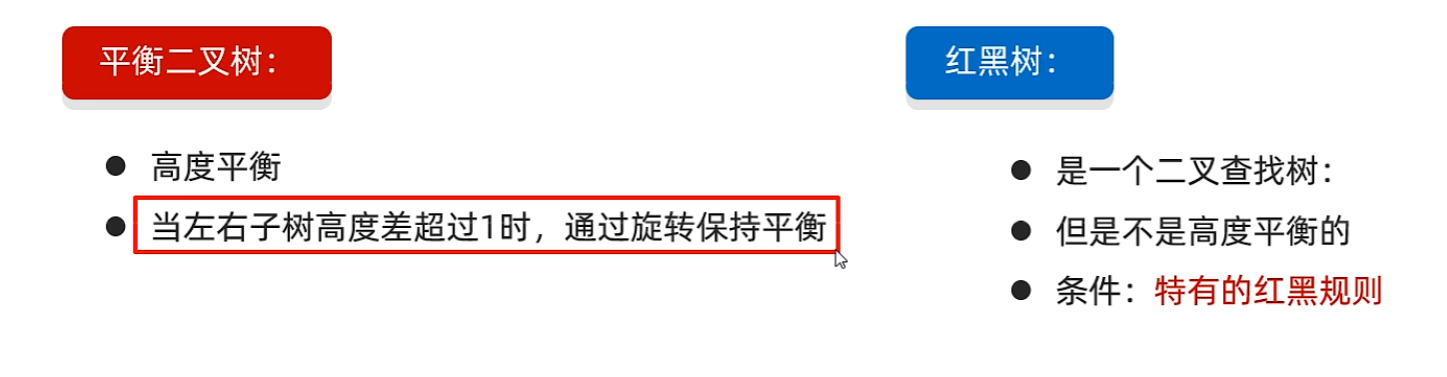 平衡二叉树：
高度平衡
当左右子树高度差超过1时，通过旋转保持平衡
红黑树：
是一个二叉查找树：
但是不是高度平衡的
条件：特有的红黑规则